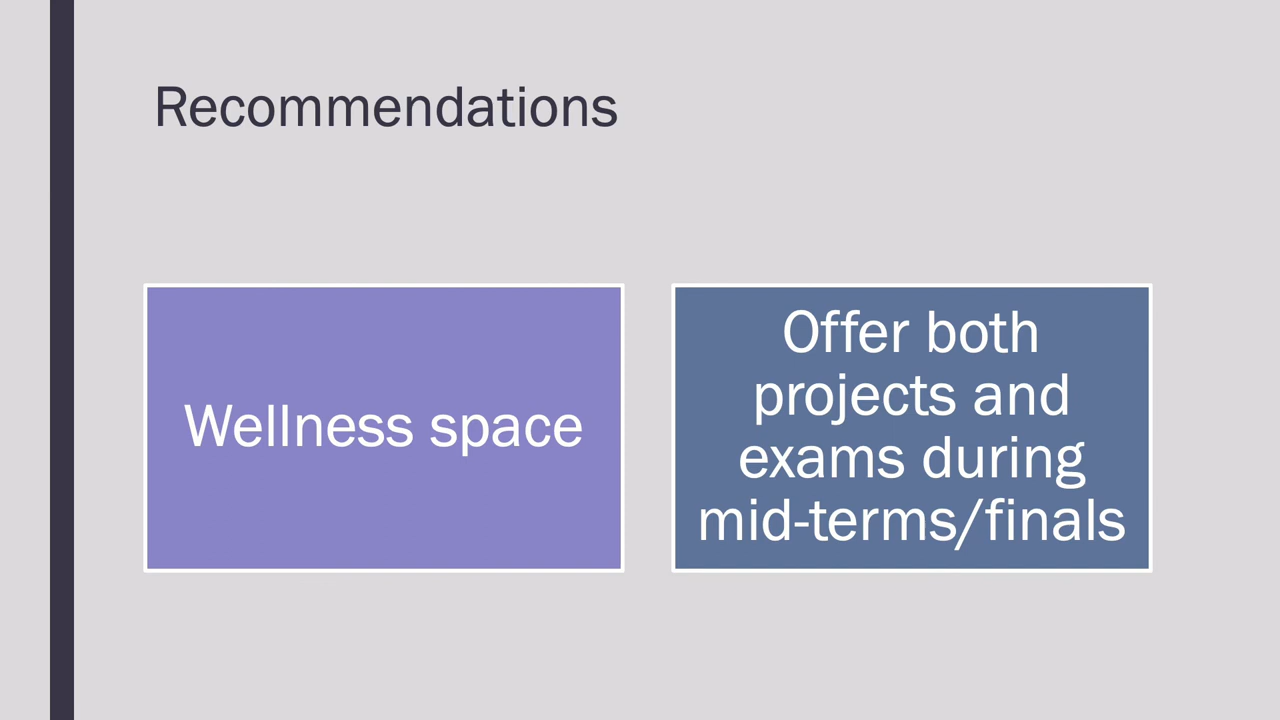 Recommendations
Wellness space
Offer both
projects and
exams during
mid-terms/finals